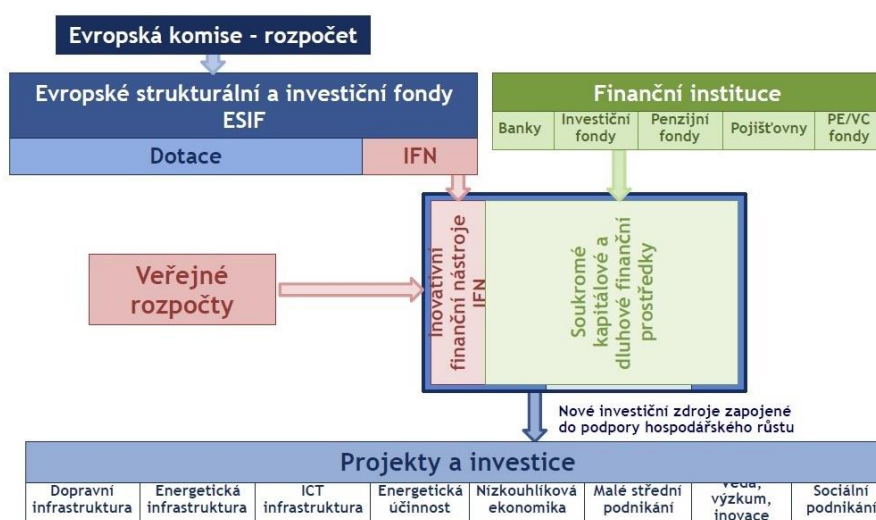 Evropská komise - rozpočet
Evropské strukturální a investiční fondy
ESIF
Dotace
IFN
Finanční instituce
Banky
Investiční
fondy
Penzijní
fondy
Pojišťovny
PE/VC
fondy
Veřejné
rozpočty
Inovativní
finanční nástroje
IFN
Soukromé
kapitálové a
dluhové finanční
prostředky
Nové investiční zdroje zapojené
do podpory hospodářského růstu
Projekty a investice
Dopravní
infrastruktura
Energetická
infrastruktura
ICT
infrastruktura
Energetická
účinnost
Nízkouhlíková
ekonomika
Malé střední
podnikání
Věda,
výzkum,
inovace
Sociální
podnikání